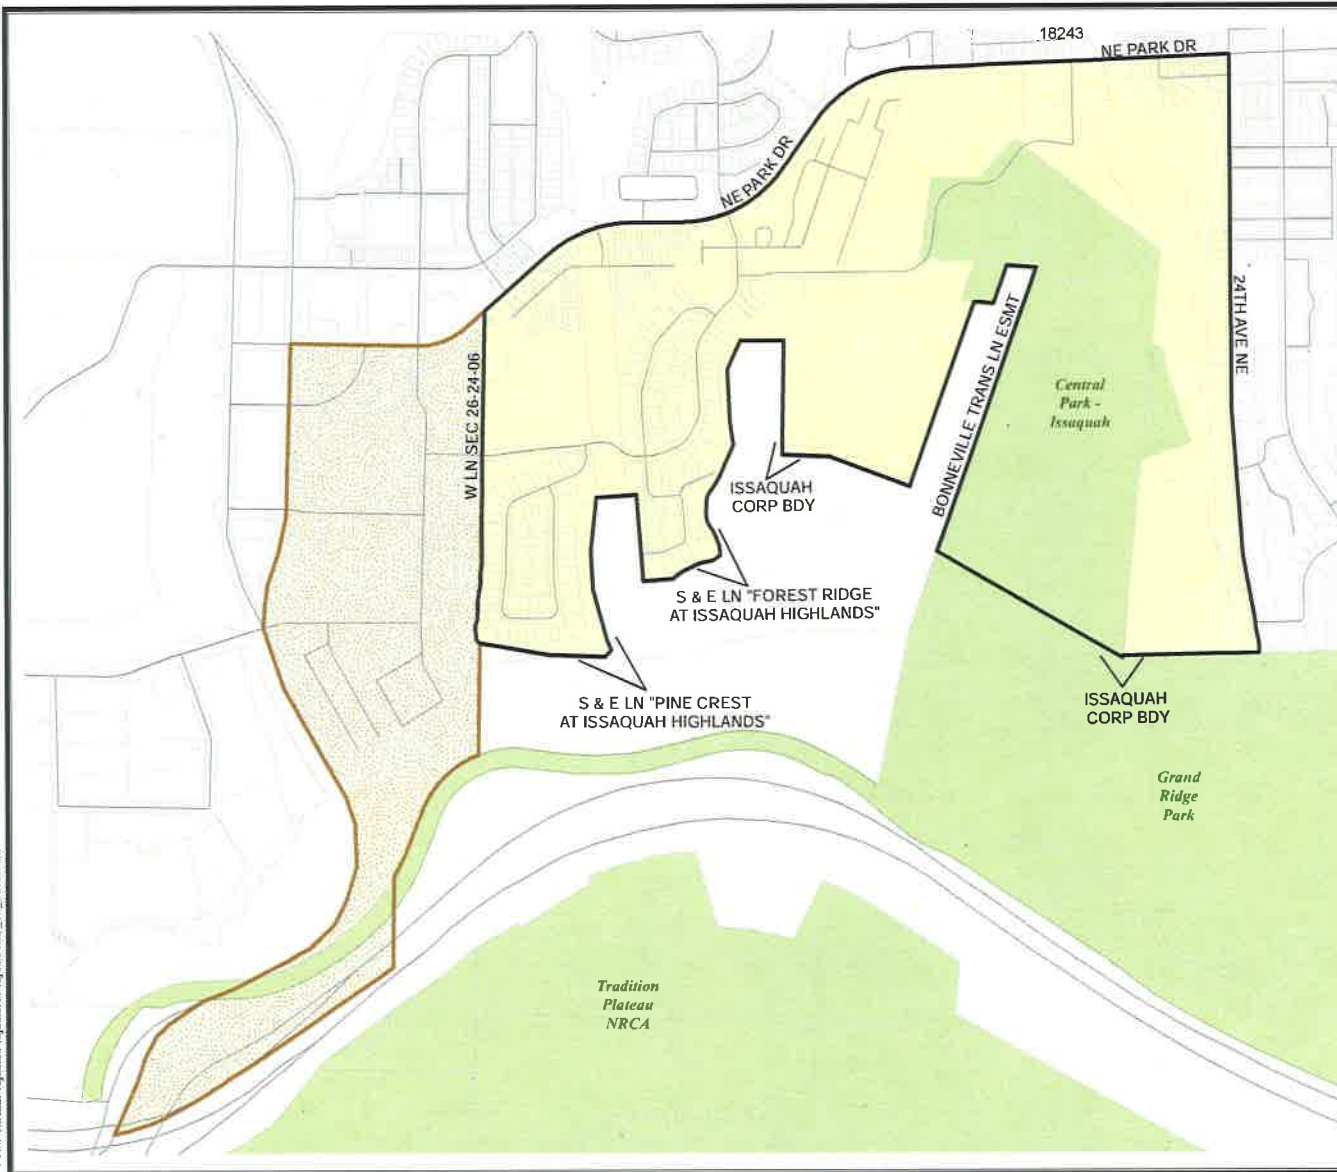 18243
NE PARK DR
NE PARK DR
24TH AVE NE
W LN SEC 26-24-06
BONNEVILLE TRANS LN ESMT
Central
Park -
Issaquah
ISSAQUAH
CORP BDY
S & E LN "FOREST RIDGE
AT ISSAQUAH HIGHLANDS"
S & E LN "PINE CREST
AT ISSAQUAH HIGHLANDS"
ISSAQUAH
CORP BDY
Grand
Ridge
Park
Tradition
Plateau
NRCA